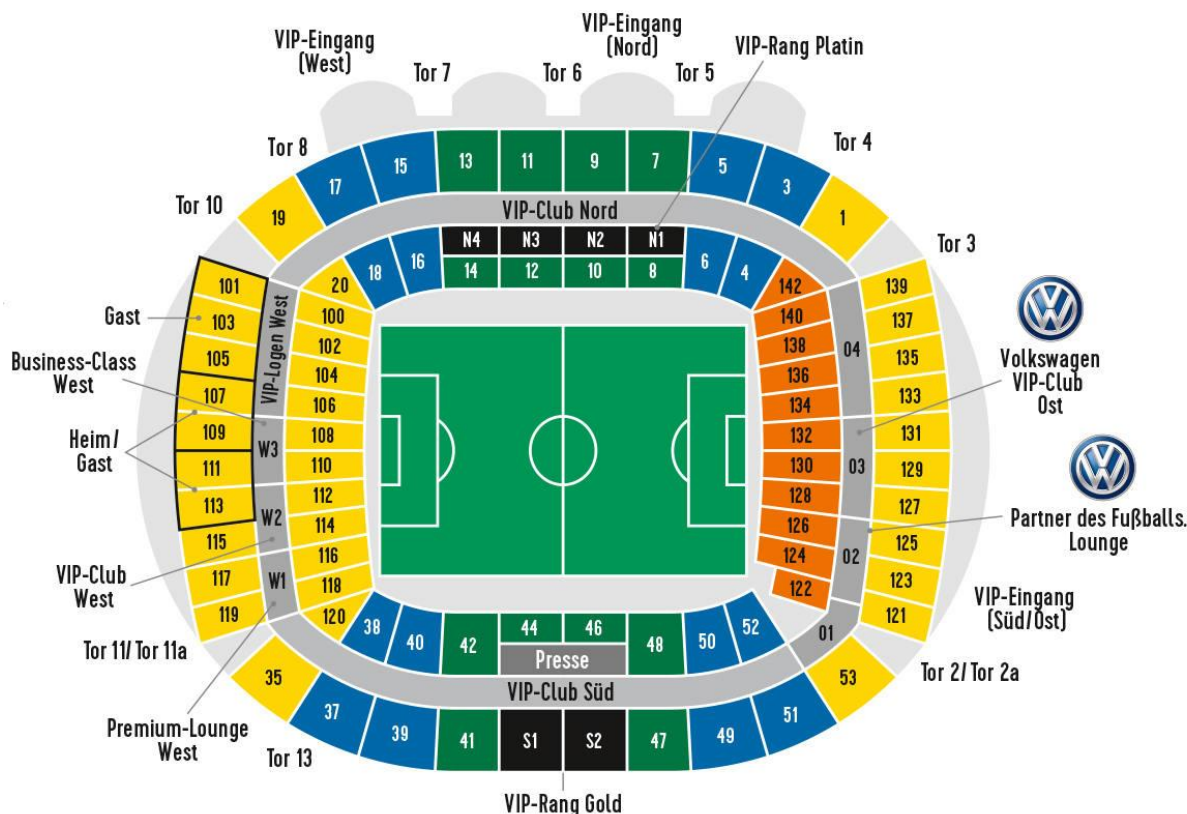 VIP-Eingang
(West)
VIP-Eingang
(Nord)
VIP-Rang Platin
Tor 7
Tor 6
Tor 5
Tor 8
Tor 4
Tor 10
Tor 3
17
15
13
11
9
7
5
3
19
1
VIP-Club Nord
N4
N3
N2
N1
18
16
14
12
10
8
6
4
20
142
101
100
140
139
103
102
138
137
105
104
136
135
107
106
134
133
109
108
132
131
111
110
130
129
113
112
128
127
115
114
126
125
117
116
124
123
119
118
122
121
120
VIP-Logen West
W3
W2
W1
04
03
02
01
Gast
Business-Class
West
Heim/
Gast
VIP-Club
West
Tor 11/ Tor 11a
Premium-Lounge
West
Volkswagen
VIP-Club
Ost
Partner des Fußballs.
Lounge
VIP-Eingang
(Süd/Ost)
Tor 2/ Tor 2a
38
40
42
44
46
48
50
52
Presse
VIP-Club Süd
35
37
39
41
S1
S2
47
49
51
53
Tor 13
VIP-Rang Gold